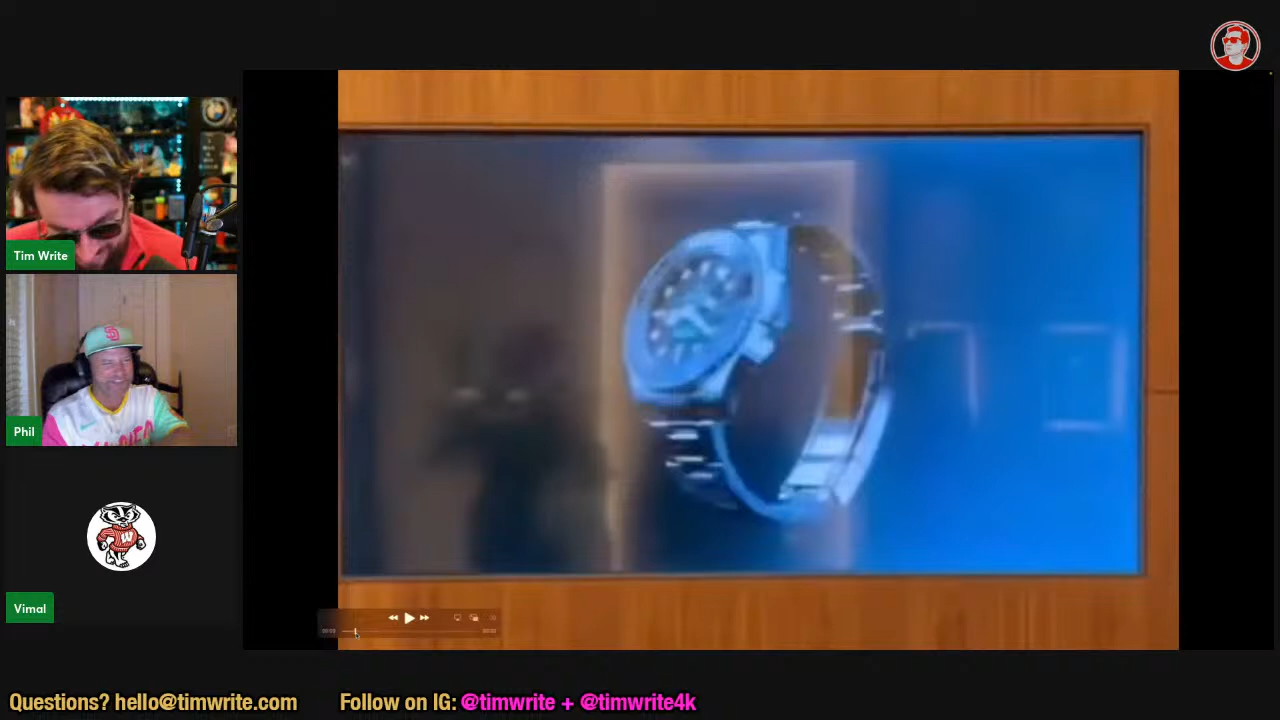 Tim Write
Phil
Vimal
W
Questions? hello@timwrite.com
Follow on IG: @timwrite + @timwrite4k